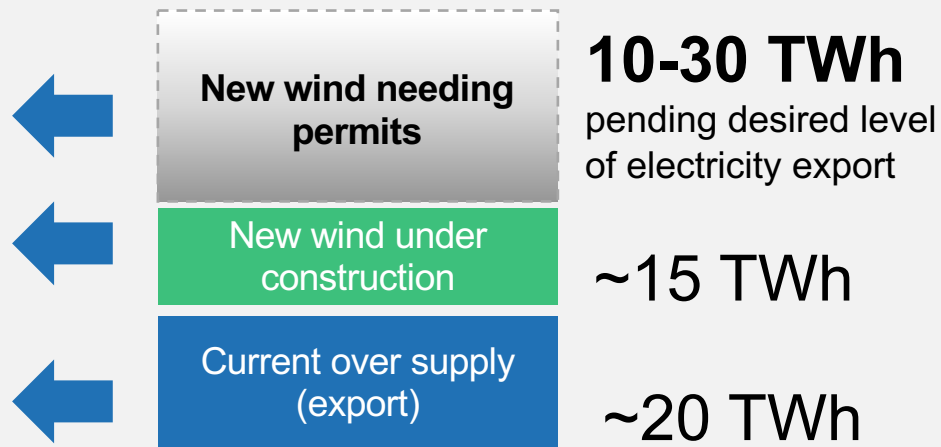 New wind needing
permits
10-30 TWh
pending desired level
of electricity export
New wind under
construction
~15 TWh
Current over supply
(export)
~20 TWh